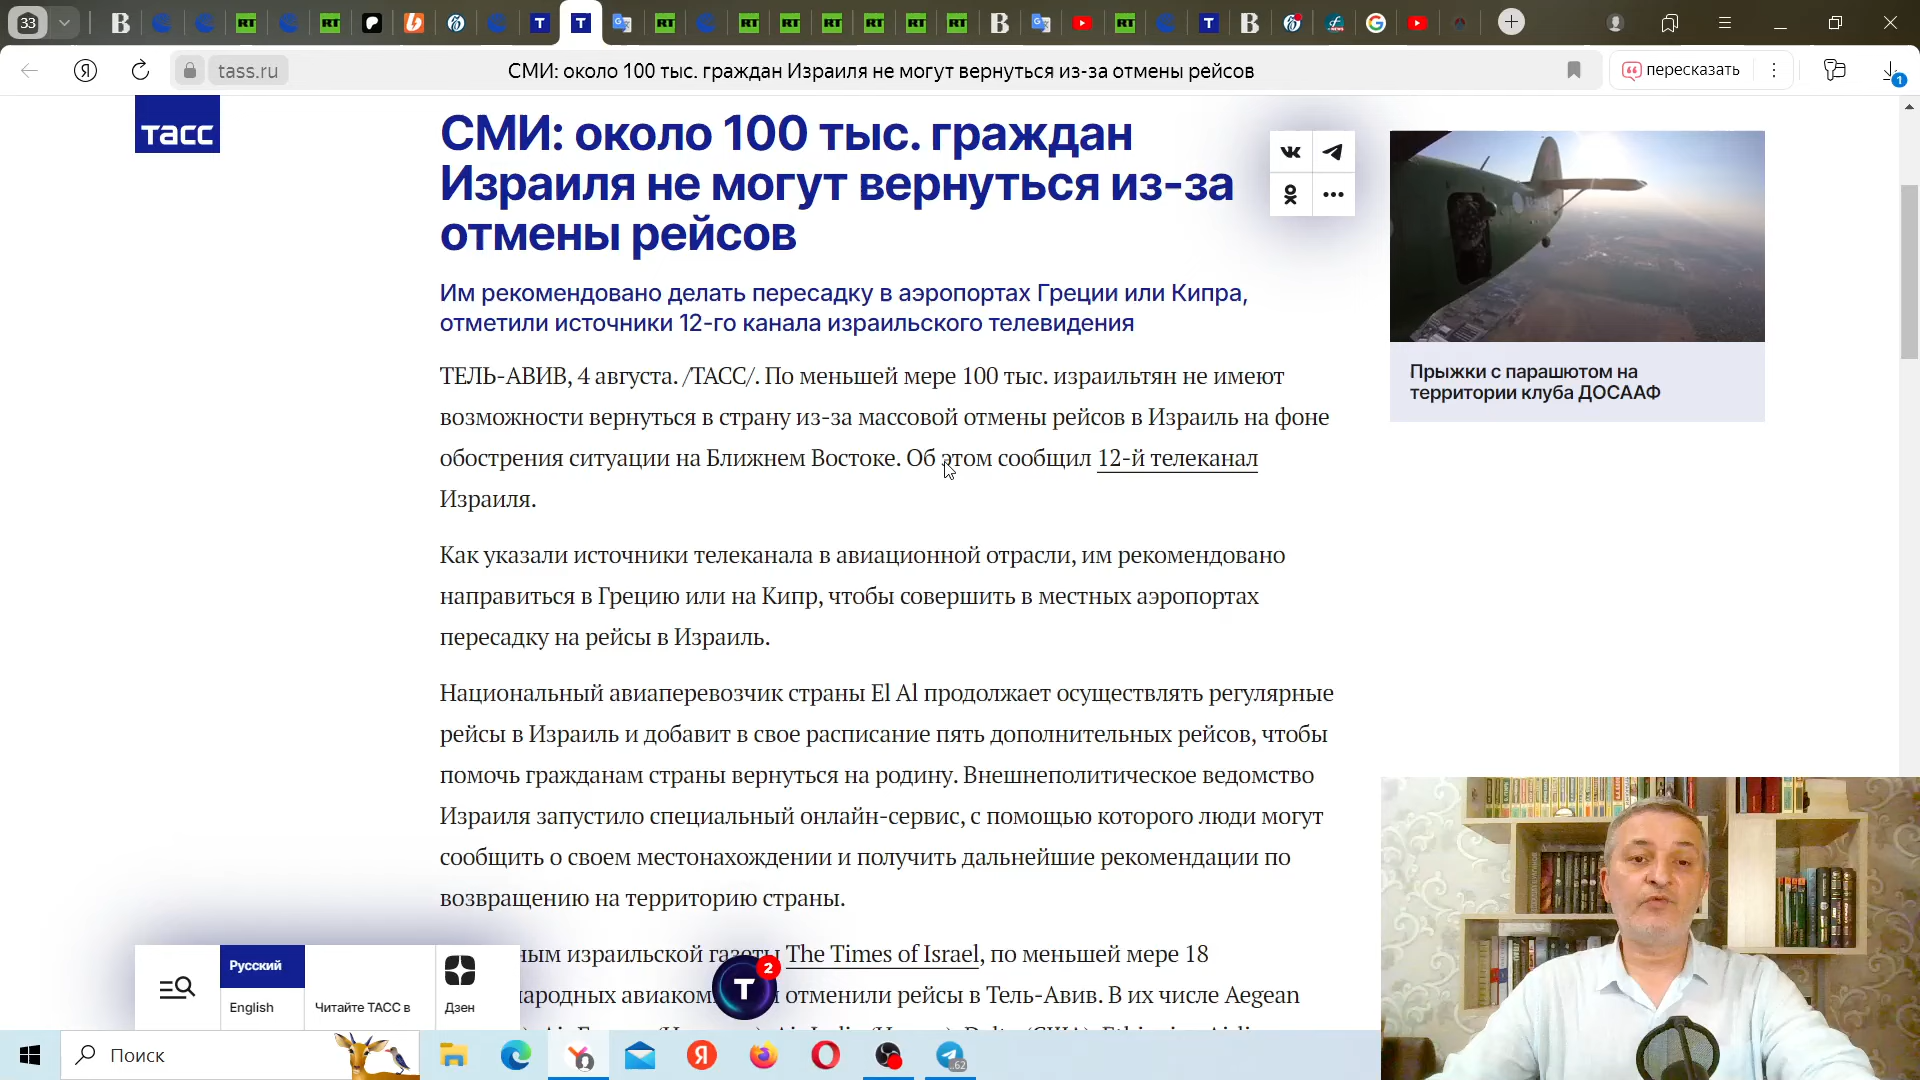 33
tass.ru
СМИ: около 100 тыс. граждан Израиля не могут вернуться из-за отмены рейсов
пересказать
1
ТАСС
СМИ: около 100 тыс. граждан
Израиля не могут вернуться из-за
отмены рейсов
Им рекомендовано делать пересадку в аэропортах Греции или Кипра,
отметили источники 12-го канала израильского телевидения
ТЕЛЬ-АВИВ, 4 августа. /ТАСС/. По меньшей мере 100 тыс. израильтян не имеют
возможности вернуться в страну из-за массовой отмены рейсов в Израиль на фоне
обострения ситуации на Ближнем Востоке. Об этом сообщил 12-й телеканал
Израиля.
Как указали источники телеканала в авиационной отрасли, им рекомендовано
направиться в Грецию или на Кипр, чтобы совершить в местных аэропортах
пересадку на рейсы в Израиль.
Национальный авиаперевозчик страны El Al продолжает осуществлять регулярные
рейсы в Израиль и добавит в свое расписание пять дополнительных рейсов, чтобы
помочь гражданам страны вернуться на родину. Внешнеполитическое ведомство
Израиля запустило специальный онлайн-сервис, с помощью которого люди могут
сообщить о своем местонахождении и получить дальнейшие рекомендации по
возвращению на территорию страны.
ным израильской газеты The Times of Israel, по меньшей мере 18
отменили рейсы в Тель-Авив. В их числе Aegean
Прыжки с парашютом на
территории клуба ДОСААФ
Русский
English
Читайте ТАСС в
Дзен
T
2
Поиск
62